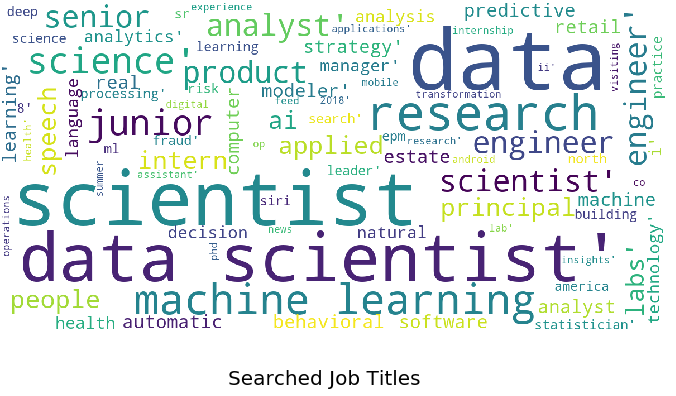 deep
senior
sr
experience
analyst'
applications'
analysis
predictive
internship
retail
engineer'
practice
science
analytics'
learning
strategy'
data
ii'
visiting
science'
product
manager'
mobile
transformation
learning'
language
real
processing'
risk
modeler'
feed
2018'
research
8'
health'
speech
junior
digital
ai
search'
computer
fraud'
ml
op
applied
epm
research'
engineer
1'
intern
estate
android
north
summer
assistant'
leader'
scientist'
co
scientist
siri
principal
machine
building
operations
decision
phd
news
natural
lab'
data scientist'
insights'
labs'
technology'
people
machine learning
america
analyst
health
automatic
behavioral
software
statistician'
Searched Job Titles